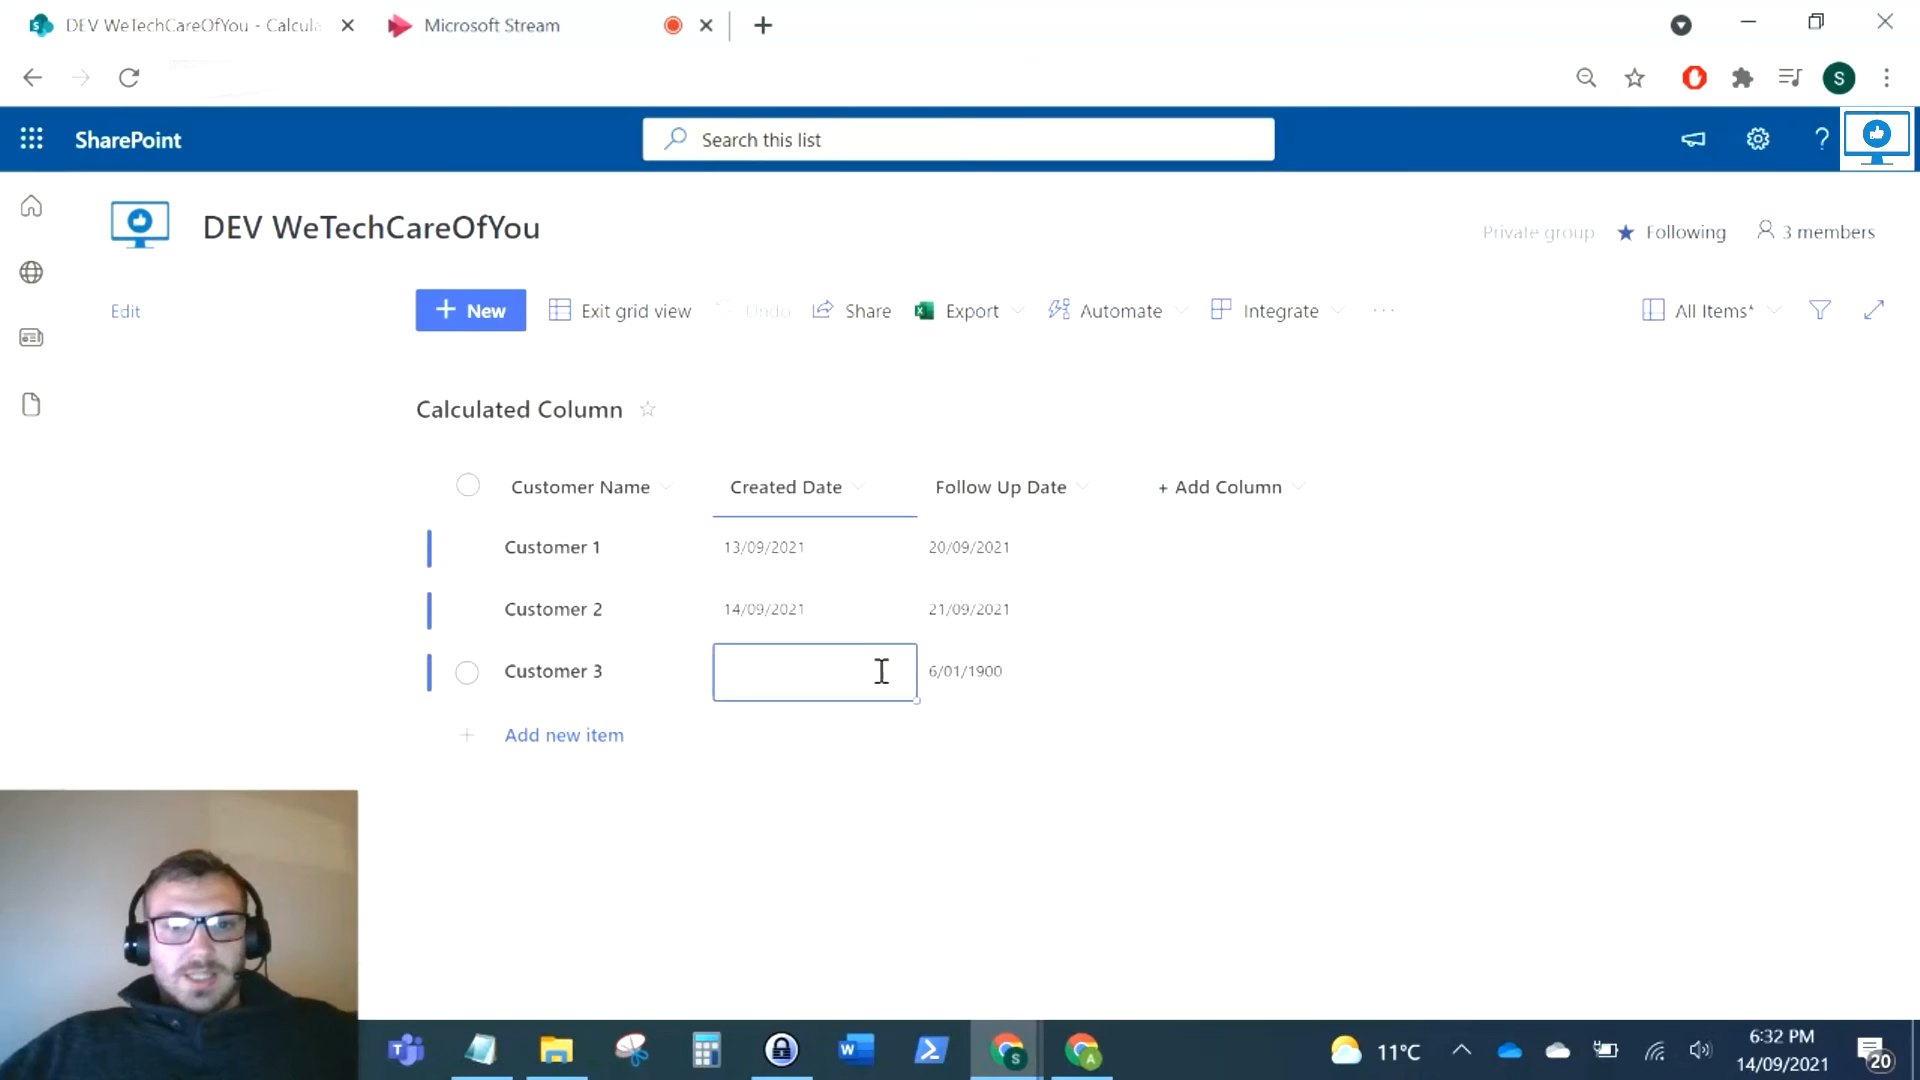 DEV WeTechCareOfYou - Calcula
Microsoft Stream
S
SharePoint
Search this list
?
DEV WeTechCareOfYou
Private group
Following
3 members
Edit
+ New
Exit grid view
Undo
Share
Export
Automate
Integrate
...
All Items*
Calculated Column
Customer Name
Created Date
Follow Up Date
+ Add Column
Customer 1
13/09/2021
20/09/2021
Customer 2
14/09/2021
21/09/2021
Customer 3
6/01/1900
+ Add new item
11°C
6:32 PM
14/09/2021
20